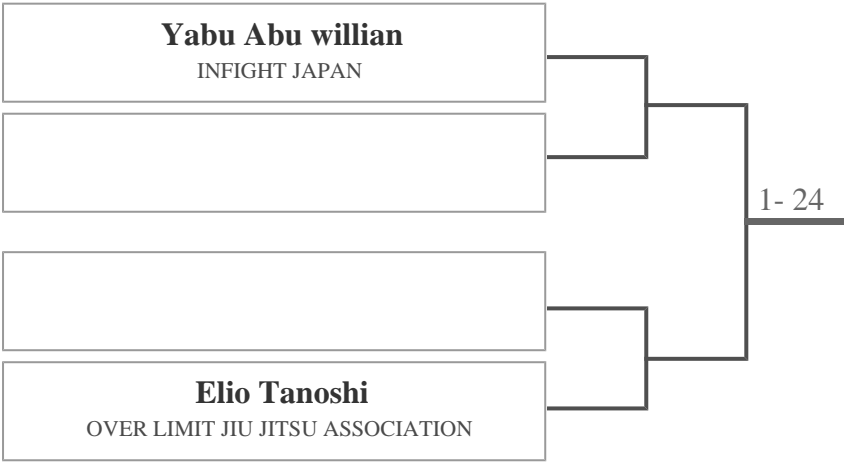 Yabu Abu willian
INFIGHT JAPAN
1- 24
Elio Tanoshi
OVER LIMIT JIU JITSU ASSOCIATION